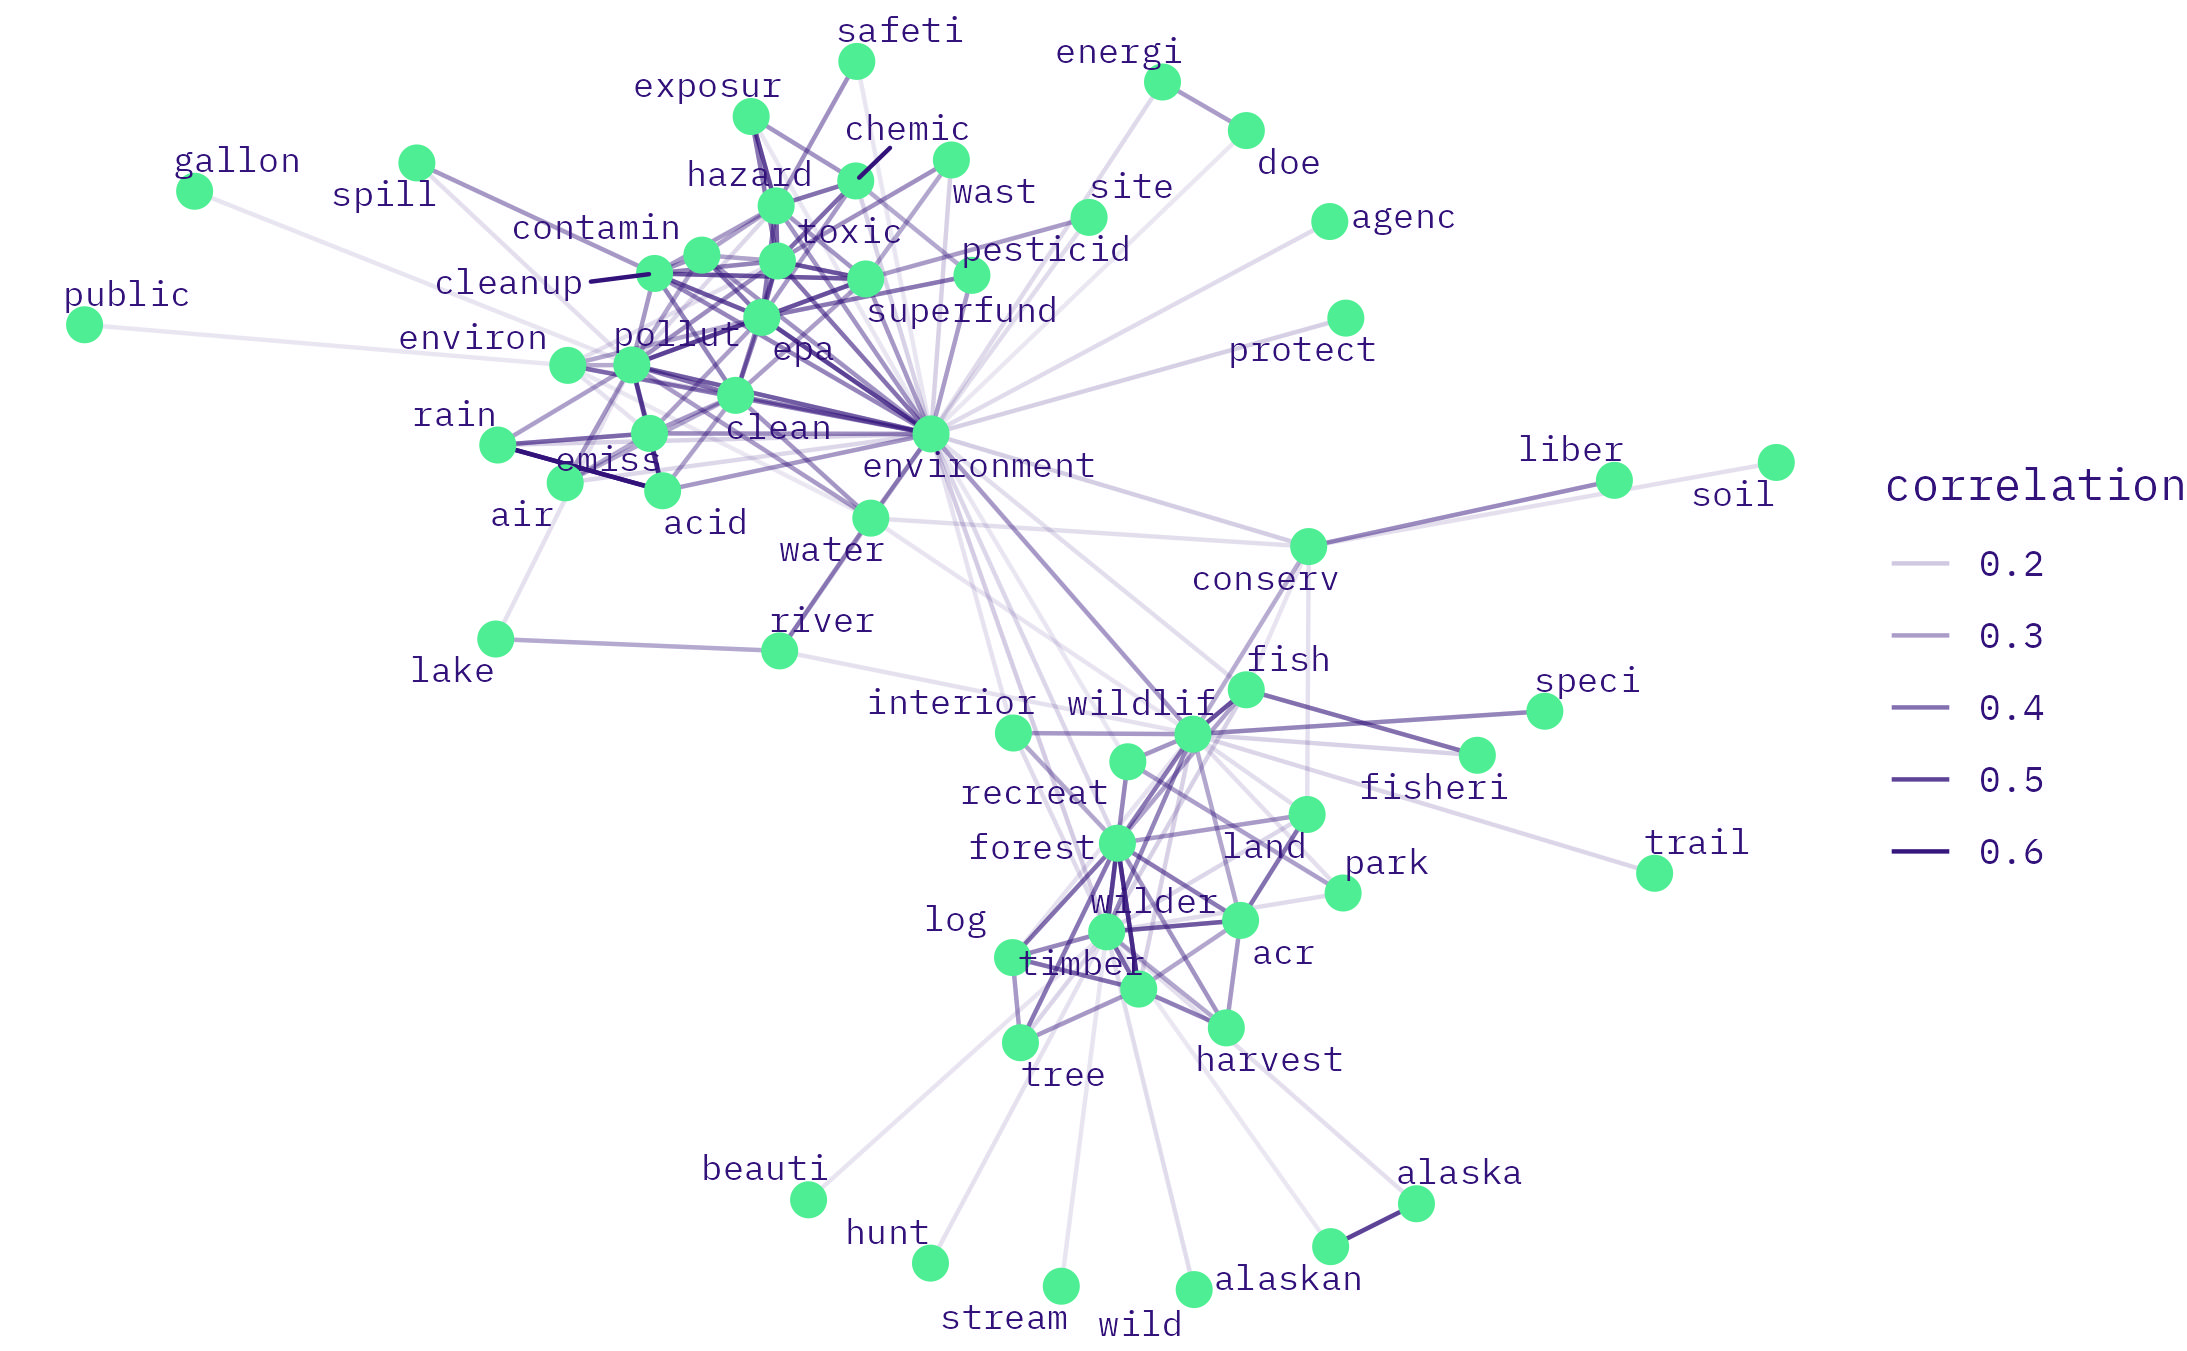 safeti
energi
exposur
chemic
gallon
spill
hazard
wast
site
doe
contamin
toxic
pesticid
agenc
cleanup
superfund
public
environ
pollut
epa
protect
rain
clean
emiss
environment
liber
soil
air
acid
water
conserv
river
lake
interior
wildlif
fish
speci
recreat
fisheri
forest
land
park
trail
log
wilder
timber
acr
tree
harvest
beauti
alaska
hunt
alaskan
stream
wild
correlation
0.2
0.3
0.4
0.5
0.6